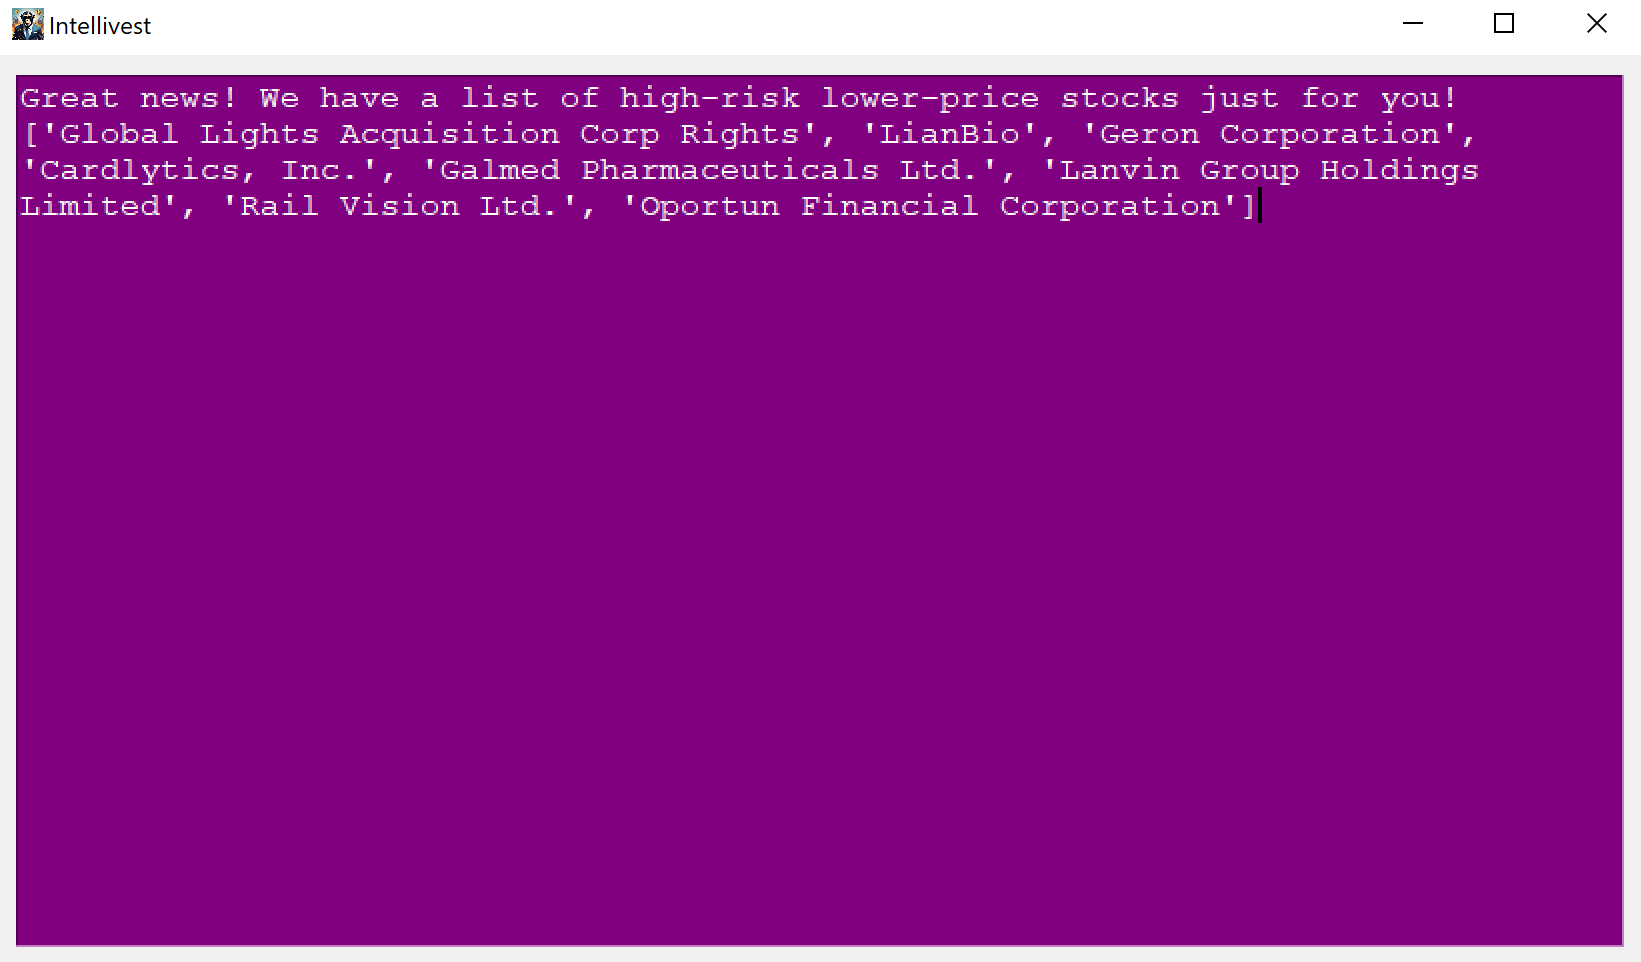 Intellivest
Great news! We have a list of high-risk lower-price stocks just for you!
['Global Lights Acquisition Corp Rights', 'LianBio', 'Geron Corporation',
'Cardlytics, Inc.', 'Galmed Pharmaceuticals Ltd.', 'Lanvin Group Holdings
Limited', 'Rail Vision Ltd.', 'Oportun Financial Corporation']